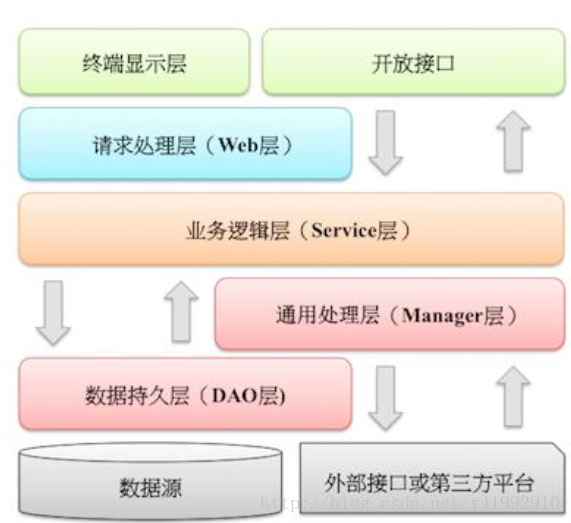 终端显示层
开放接口
请求处理层（Web层）
业务逻辑层（Service层）
通用处理层（Manager层）
数据持久层（DAO层)
数据源
外部接口或第三方平台
http://blog.csdn.net/s41992910